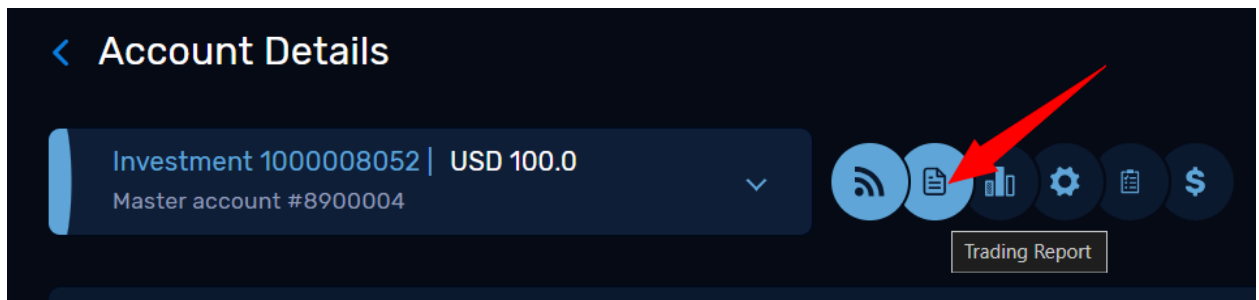 Account Details
Investment 1000008052 | USD 100.0
Master account #8900004
$
Trading Report